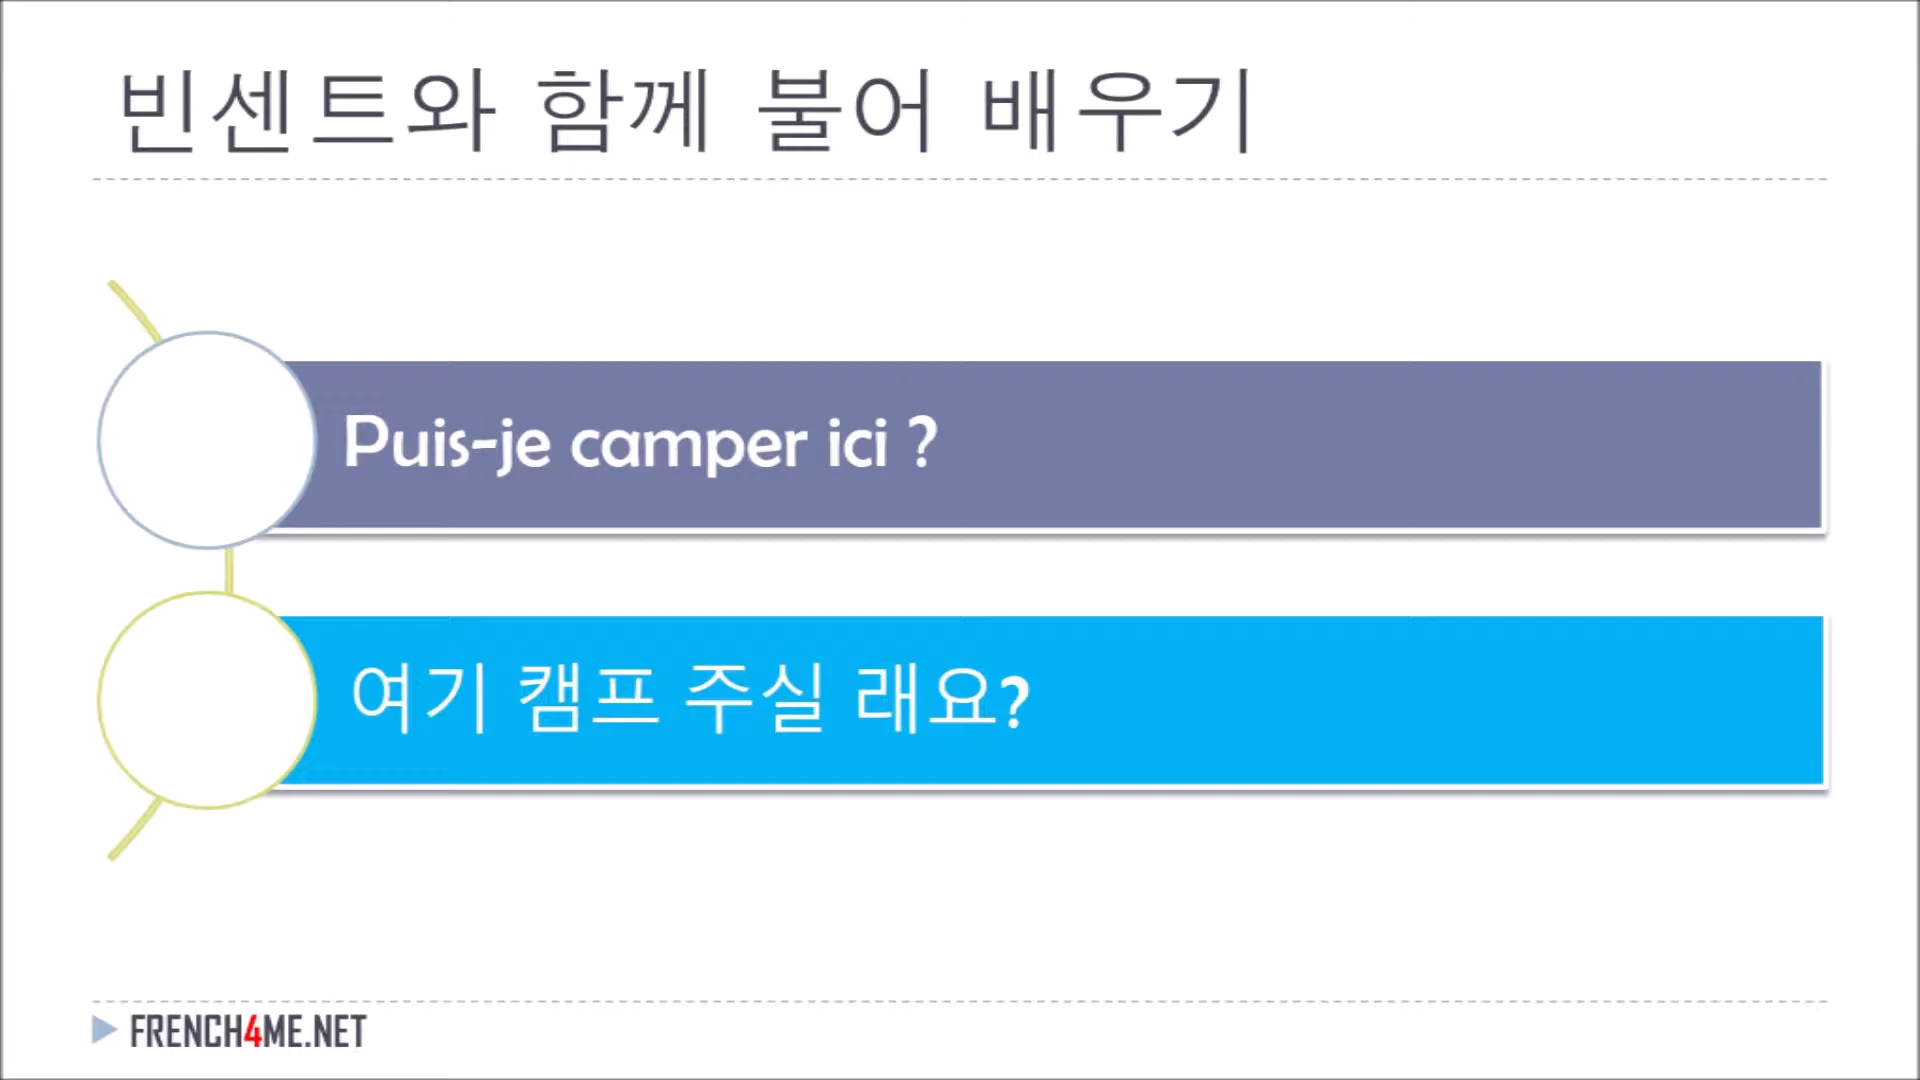 빈센트와 함께 불어 배우기
Puis-je camper ici ?
여기 캠프 주실 래요?
FRENCH4ME.NET